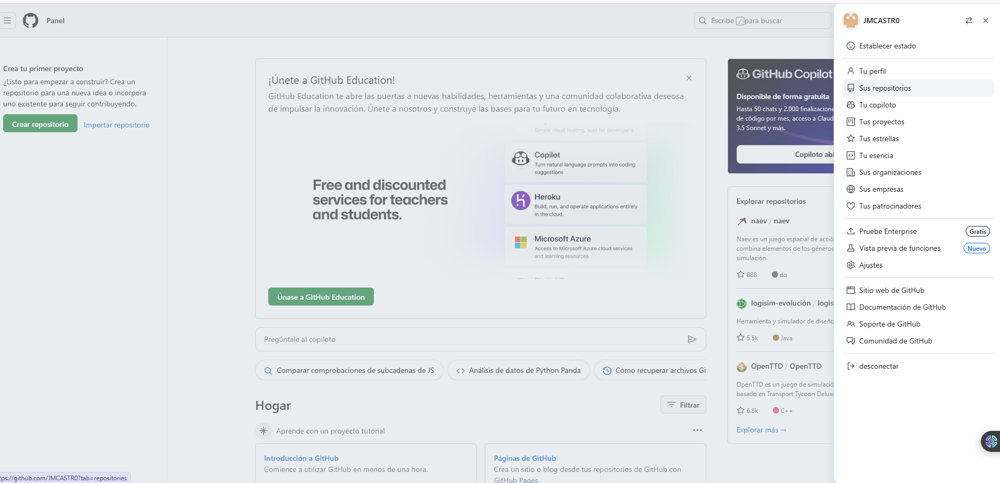 Panel
Escribe / para buscar
JMCASTR0
Crea tu primer proyecto
¿Listo para empezar a construir? Crea un
repositorio para una nueva idea o incorpora
uno existente para seguir contribuyendo.
Crear repositorio
Importar repositorio
¡Únete a GitHub Education!
GitHub Education te abre las puertas a nuevas habilidades, herramientas y una comunidad colaborativa deseosa
de impulsar la innovación. Únete a nosotros y construye las bases para tu futuro en tecnología.
Free and discounted
services for teachers
and students.
Simple cloud hosting, built for developers
Copilot
Turn natural language prompts into coding
suggestions
Heroku
Build, run, and operate applications entirely
in the cloud.
Microsoft Azure
Access to Microsoft Azure cloud services
and learning resources
Únase a GitHub Education
Pregúntale al copiloto
Comparar comprobaciones de subcadenas de JS
Análisis de datos de Python Panda
Cómo recuperar archivos Gi
Hogar
Filtrar
Aprende con un proyecto tutorial
Introducción a GitHub
Comience a utilizar GitHub en menos de una hora.
Páginas de GitHub
Crea un sitio o blog desde tus repositorios de GitHub con
GitHub Pages.
GitHub Copilot
Disponible de forma gratuita
Hasta 50 chats y 2.000 finalizacione
de código por mes, acceso a Claud
3.5 Sonnet y más.
Copiloto abi
Explorar repositorios
naev / naev
Naev es un juego espacial de acció
combina elementos de los géneros
simulación.
888
do
logisim-evolución / logis
Herramienta y simulador de diseño
5.5k
Java
OpenTTD / OpenTTD
OpenTTD es un juego de simulació
basado en Transport Tycoon Deluxe
6.8k
C++
Explorar más →
Establecer estado
Tu perfil
Sus repositorios
Tu copiloto
Tus proyectos
Tus estrellas
Tu esencia
Sus organizaciones
Sus empresas
Tus patrocinadores
Pruebe Enterprise
Gratis
Vista previa de funciones
Nuevo
Ajustes
Sitio web de GitHub
Documentación de GitHub
Soporte de GitHub
Comunidad de GitHub
desconectar
tps://github.com/JMCASTR0?tab=repositories